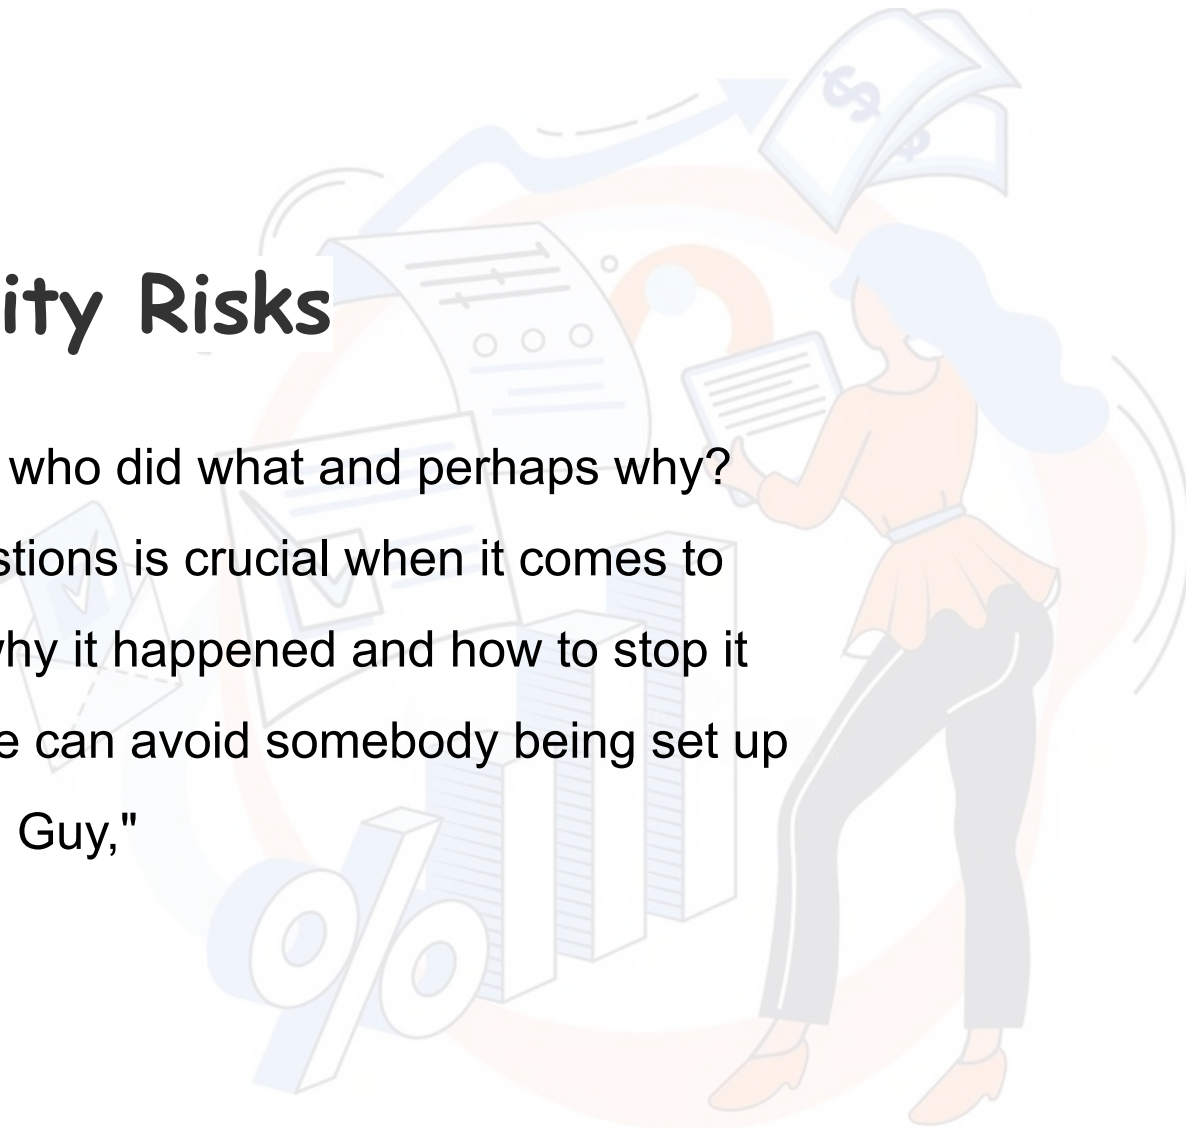 ity Risks
who did what and perhaps why?
stions is crucial when it comes to
why it happened and how to stop it
e can avoid somebody being set up
Guy,"
$
$
%